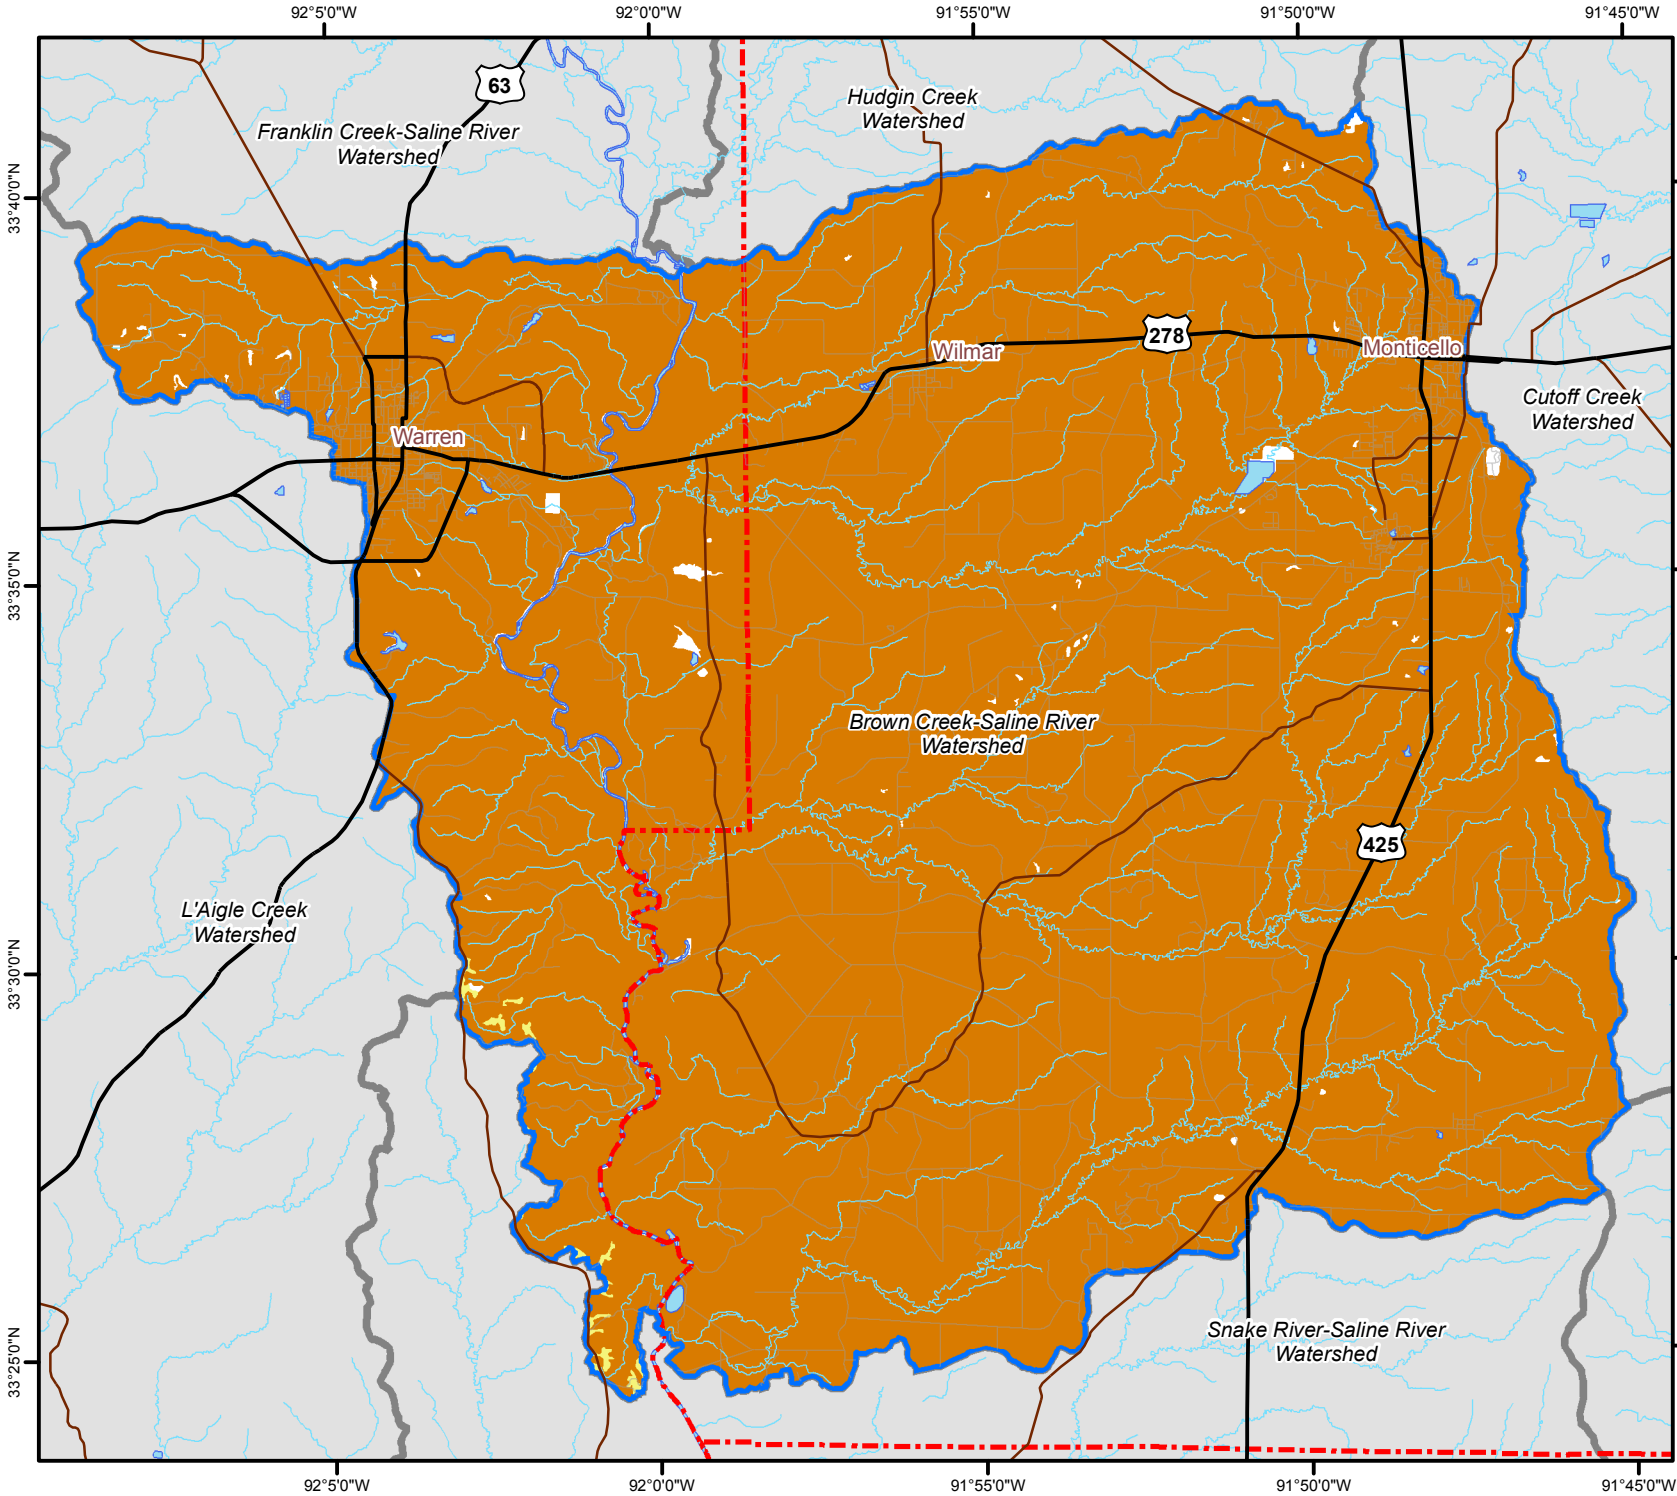 92°5'0"W
92°0'0"W
91°55'0"W
91°50'0"W
91°45'0"W
63
Hudgin Creek
Watershed
Franklin Creek-Saline River
Watershed
33°40'0"N
278
Wilmar
Monticello
Cutoff Creek
Watershed
Warren
33°35'0"N
Brown Creek-Saline River
Watershed
425
L'Aigle Creek
Watershed
33°30'0"N
Snake River-Saline River
Watershed
33°25'0"N
92°5'0"W
92°0'0"W
91°55'0"W
91°50'0"W
91°45'0"W